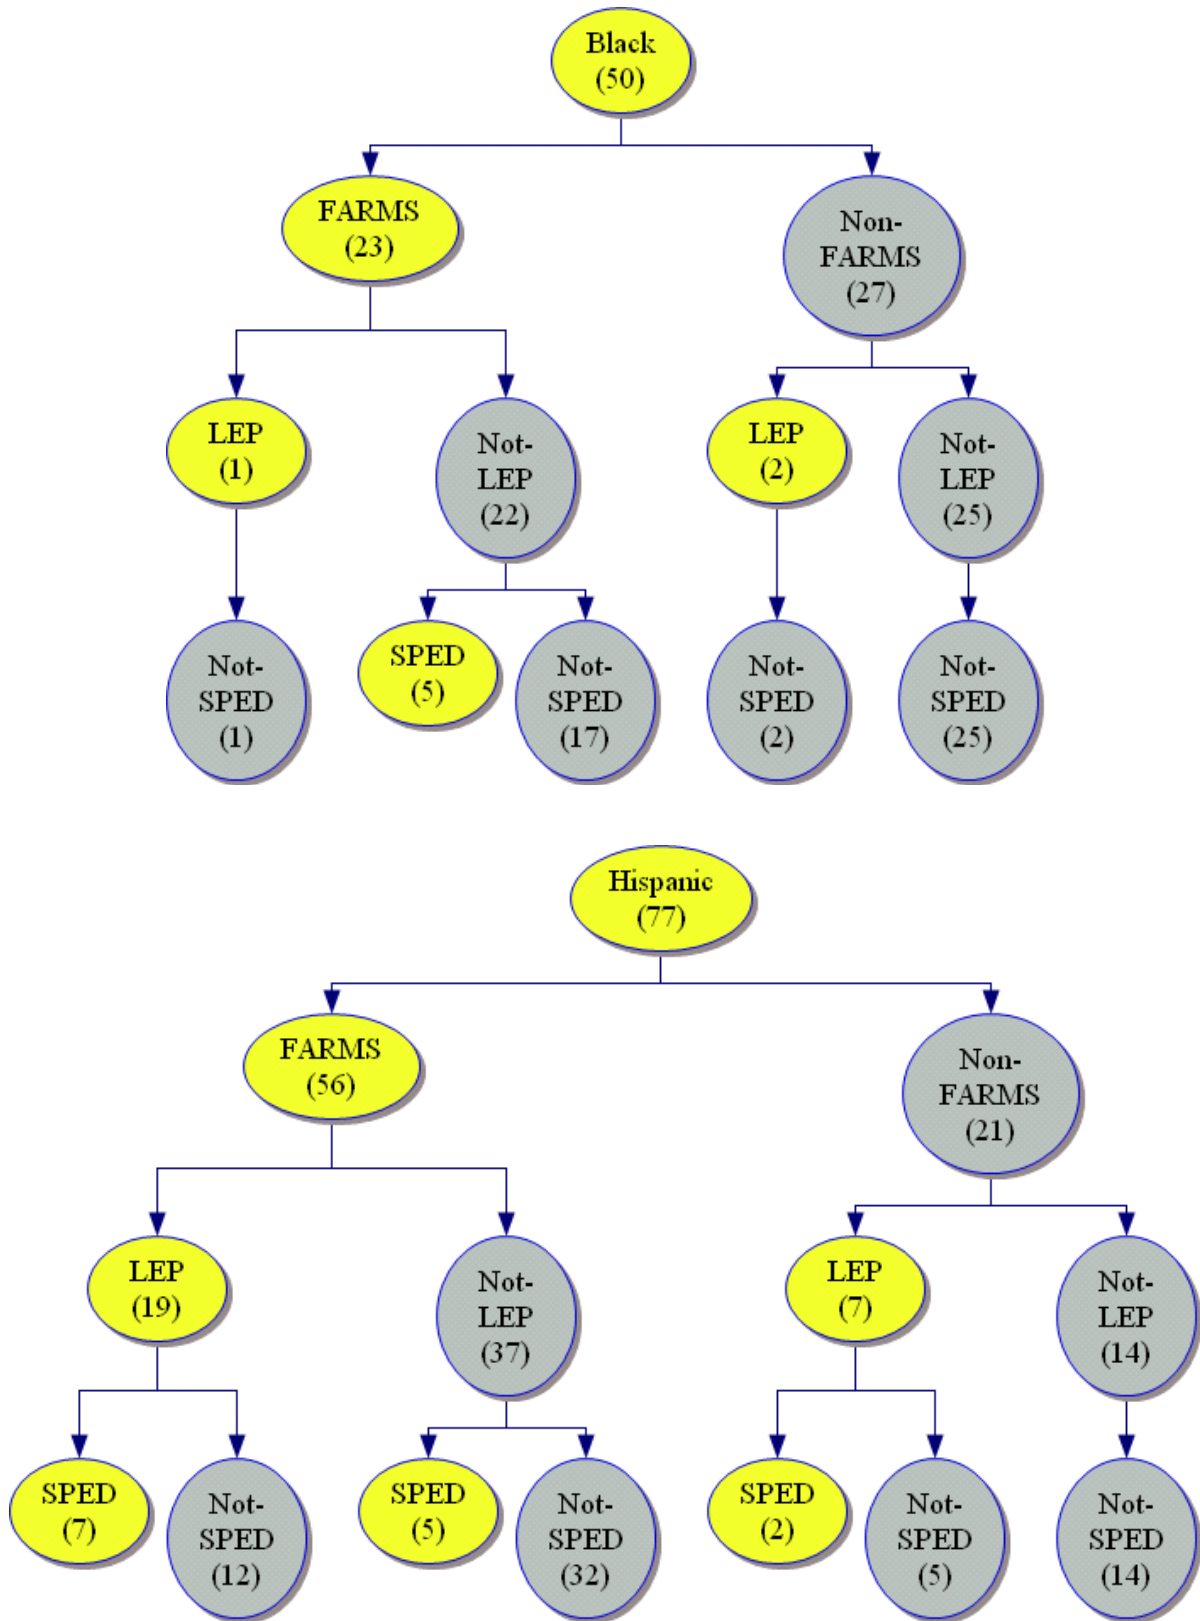 Black
(50)
FARMS
(23)
Non-
FARMS
(27)
LEP
(1)
Not-
LEP
(22)
LEP
(2)
Not-
LEP
(25)
Not-
SPED
(1)
SPED
(5)
Not-
SPED
(17)
Not-
SPED
(2)
Not-
SPED
(25)
Hispanic
(77)
FARMS
(56)
Non-
FARMS
(21)
LEP
(19)
Not-
LEP
(37)
LEP
(7)
Not-
LEP
(14)
SPED
(7)
Not-
SPED
(12)
SPED
(5)
Not-
SPED
(32)
SPED
(2)
Not-
SPED
(5)
Not-
SPED
(14)